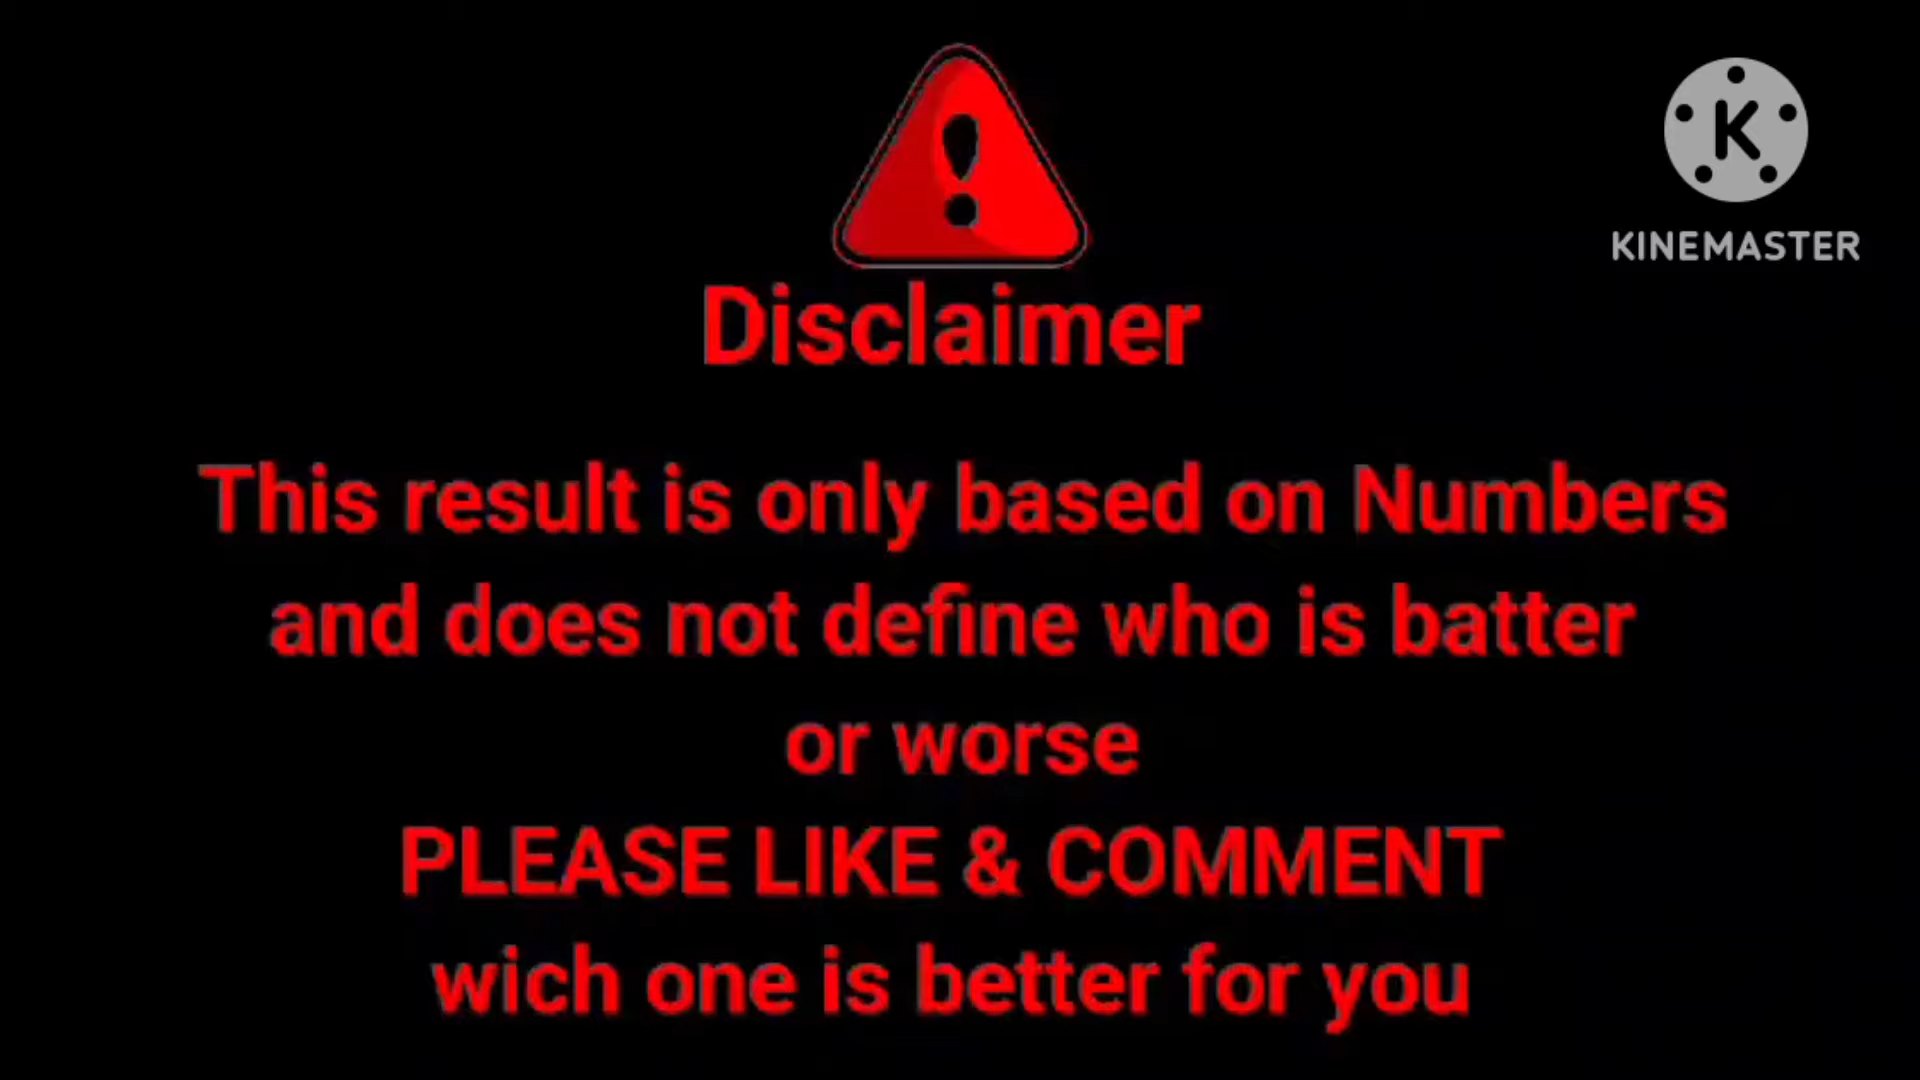 K
KINEMASTER
Disclaimer
This result is only based on Numbers
and does not define who is batter
or worse
PLEASE LIKE & COMMENT
wich one is better for you